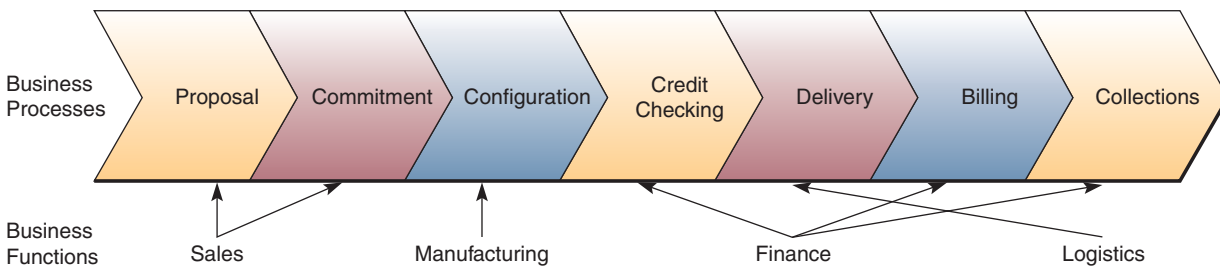 Business
Processes
Proposal
Commitment
Configuration
Credit
Checking
Delivery
Billing
Collections
Business
Functions
Sales
Manufacturing
Finance
Logistics